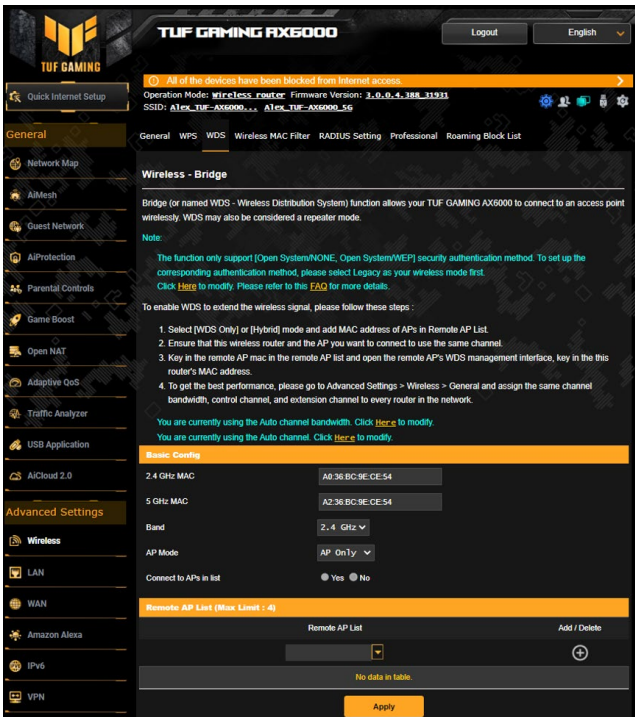 TUF GAMING
TUF GAMING AX6000
Logout
English
All of the devices have been blocked from Internet access.
Quick Internet Setup
Operation Mode: Wireless router Firmware Version: 3.0.0.4.388_31931
SSID: Alex_TUF-AX6000... Alex_TUF-AX6000_5G
General
Network Map
AiMesh
Guest Network
AiProtection
Parental Controls
Game Boost
Open NAT
Adaptive QoS
Traffic Analyzer
USB Application
AiCloud 2.0
Advanced Settings
Wireless
LAN
WAN
Amazon Alexa
IPv6
VPN
General WPS WDS Wireless MAC Filter RADIUS Setting Professional Roaming Block List
Wireless - Bridge
Bridge (or named WDS - Wireless Distribution System) function allows your TUF GAMING AX6000 to connect to an access point
wirelessly. WDS may also be considered a repeater mode.
Note:
The function only support [Open System/NONE, Open System/WEP] security authentication method. To set up the
corresponding authentication method, please select Legacy as your wireless mode first.
Click Here to modify. Please refer to this FAQ for more details.
To enable WDS to extend the wireless signal, please follow these steps :
1. Select [WDS Only] or [Hybrid] mode and add MAC address of APs in Remote AP List.
2. Ensure that this wireless router and the AP you want to connect to use the same channel.
3. Key in the remote AP mac in the remote AP list and open the remote AP's WDS management interface, key in the this
router's MAC address.
4. To get the best performance, please go to Advanced Settings > Wireless > General and assign the same channel
bandwidth, control channel, and extension channel to every router in the network.
You are currently using the Auto channel bandwidth. Click Here to modify.
You are currently using the Auto channel. Click Here to modify.
Basic Config
2.4 GHz MAC A0:36:BC:9E:CE:54
5 GHz MAC A2:36:BC:9E:CE:54
Band 2.4 GHz
AP Mode AP Only
Connect to APs in list Yes No
Remote AP List (Max Limit : 4)
Remote AP List Add / Delete
No data in table.
Apply